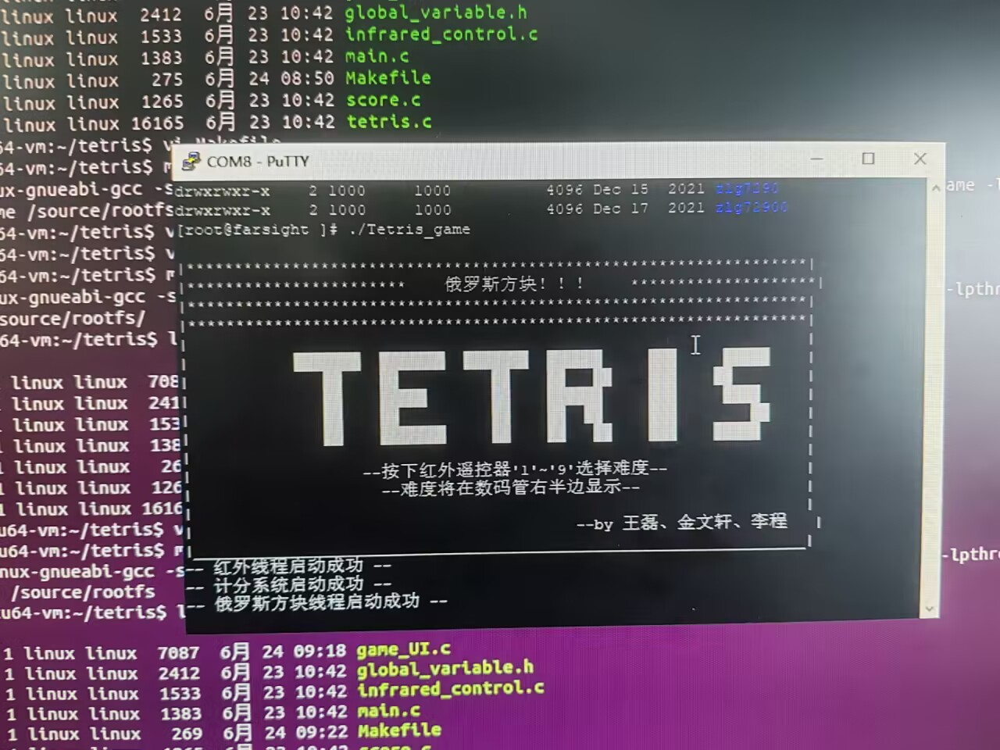 linux linux 2412 6月 23 10:42 global_variable.h
linux linux 1533 6月 23 10:42 infrared_control.c
linux linux 1383 6月 23 10:42 main.c
linux linux 275 6月 24 08:50 Makefile
linux linux 1265 6月 23 10:42 score.c
linux linux 16165 6月 23 10:42 tetris.c
64-vm:~/tetris$ vi Makefile
64-vm:~/tetris$ m
ux-gnueabi-gcc -s
me /source/rootfs
64-vm:~/tetris$ v
64-vm:~/tetris$ v
64-vm:~/tetris$ m
ux-gnueabi-gcc -s
source/rootfs/
64-vm:~/tetris$ l
linux linux 708
linux linux 241
linux linux 153
linux linux 138
linux linux 26
linux linux 126
1 linux linux 1616
u64-vm:~/tetris$ v
u64-vm:~/tetris$ m
nux-gnueabi-gcc -s
/source/rootfs
u64-vm:~/tetris$ l
COM8 - PuTTY
drwxrwxr-x 2 1000 1000 4096 Dec 15 2021 zlg7290
drwxrwxr-x 2 1000 1000 4096 Dec 17 2021
[root@farsight ]# ./Tetris_game
俄罗斯方块！！！
TETRIS
--按下红外遥控器'1'~'9'选择难度--
--难度将在数码管右半边显示--
--by 王磊、金文轩、李程
-- 红外线程启动成功 --
-- 计分系统启动成功 --
-- 俄罗斯方块线程启动成功 --
ame -l
-lpthr
-lpthr
1 linux linux 7087 6月 24 09:18 game_UI.c
1 linux linux 2412 6月 23 10:42 global_variable.h
1 linux linux 1533 6月 23 10:42 infrared_control.c
1 linux linux 1383 6月 23 10:42 main.c
1 linux linux 269 6月 24 09:22 Makefile